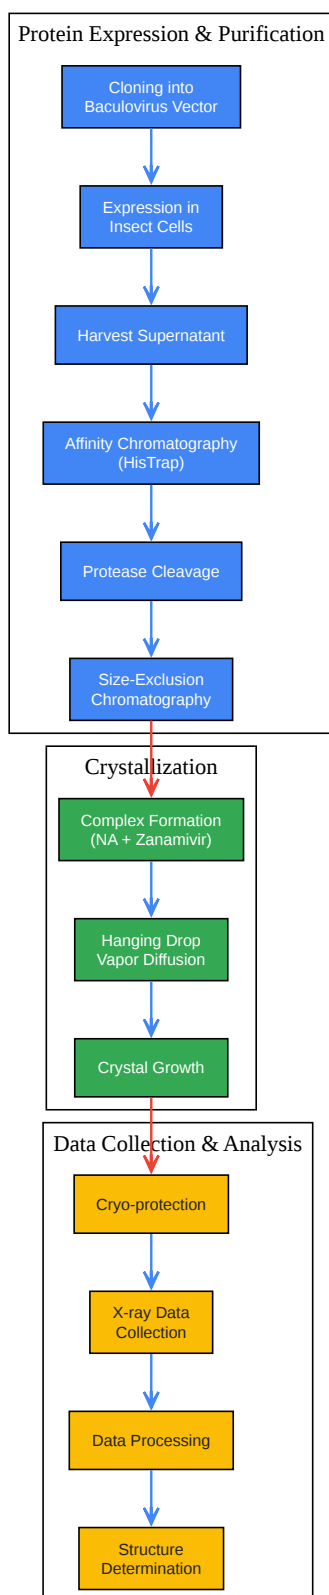 Protein Expression & Purification
Cloning into
Baculovirus Vector
Expression in
Insect Cells
Harvest Supernatant
Affinity Chromatography
(HisTrap)
Protease Cleavage
Size-Exclusion
Chromatography
Crystallization
Complex Formation
(NA + Zanamivir)
Hanging Drop
Vapor Diffusion
Crystal Growth
Data Collection & Analysis
Cryo-protection
X-ray Data
Collection
Data Processing
Structure
Determination